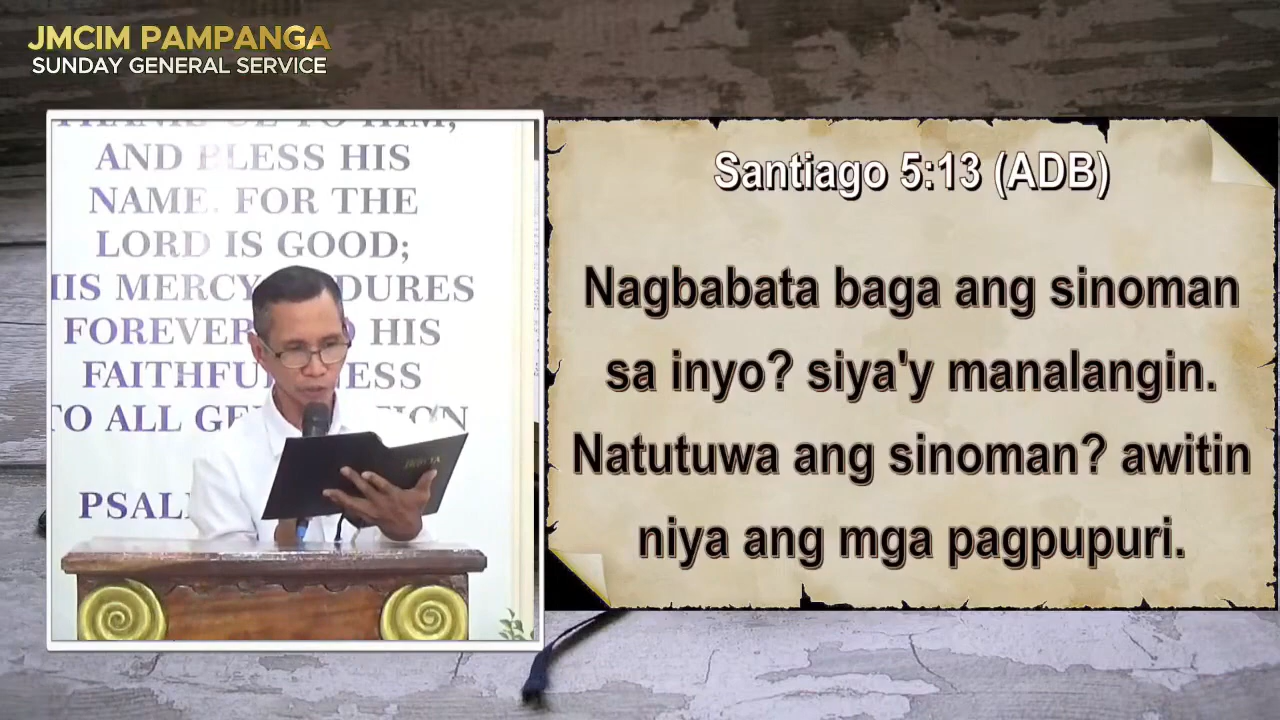 JMCIM PAMPANGA
SUNDAY GENERAL SERVICE
AND BLESS HIS
NAME. FOR THE
LORD IS GOOD;
HIS MERCY
FOREVER HIS
TO ALL
Santiago 5:13 (ADB)
Nagbabata baga ang sinoman
sa inyo? siya'y manalangin.
Natutuwa ang sinoman? awitin
niya ang mga pagpupuri.